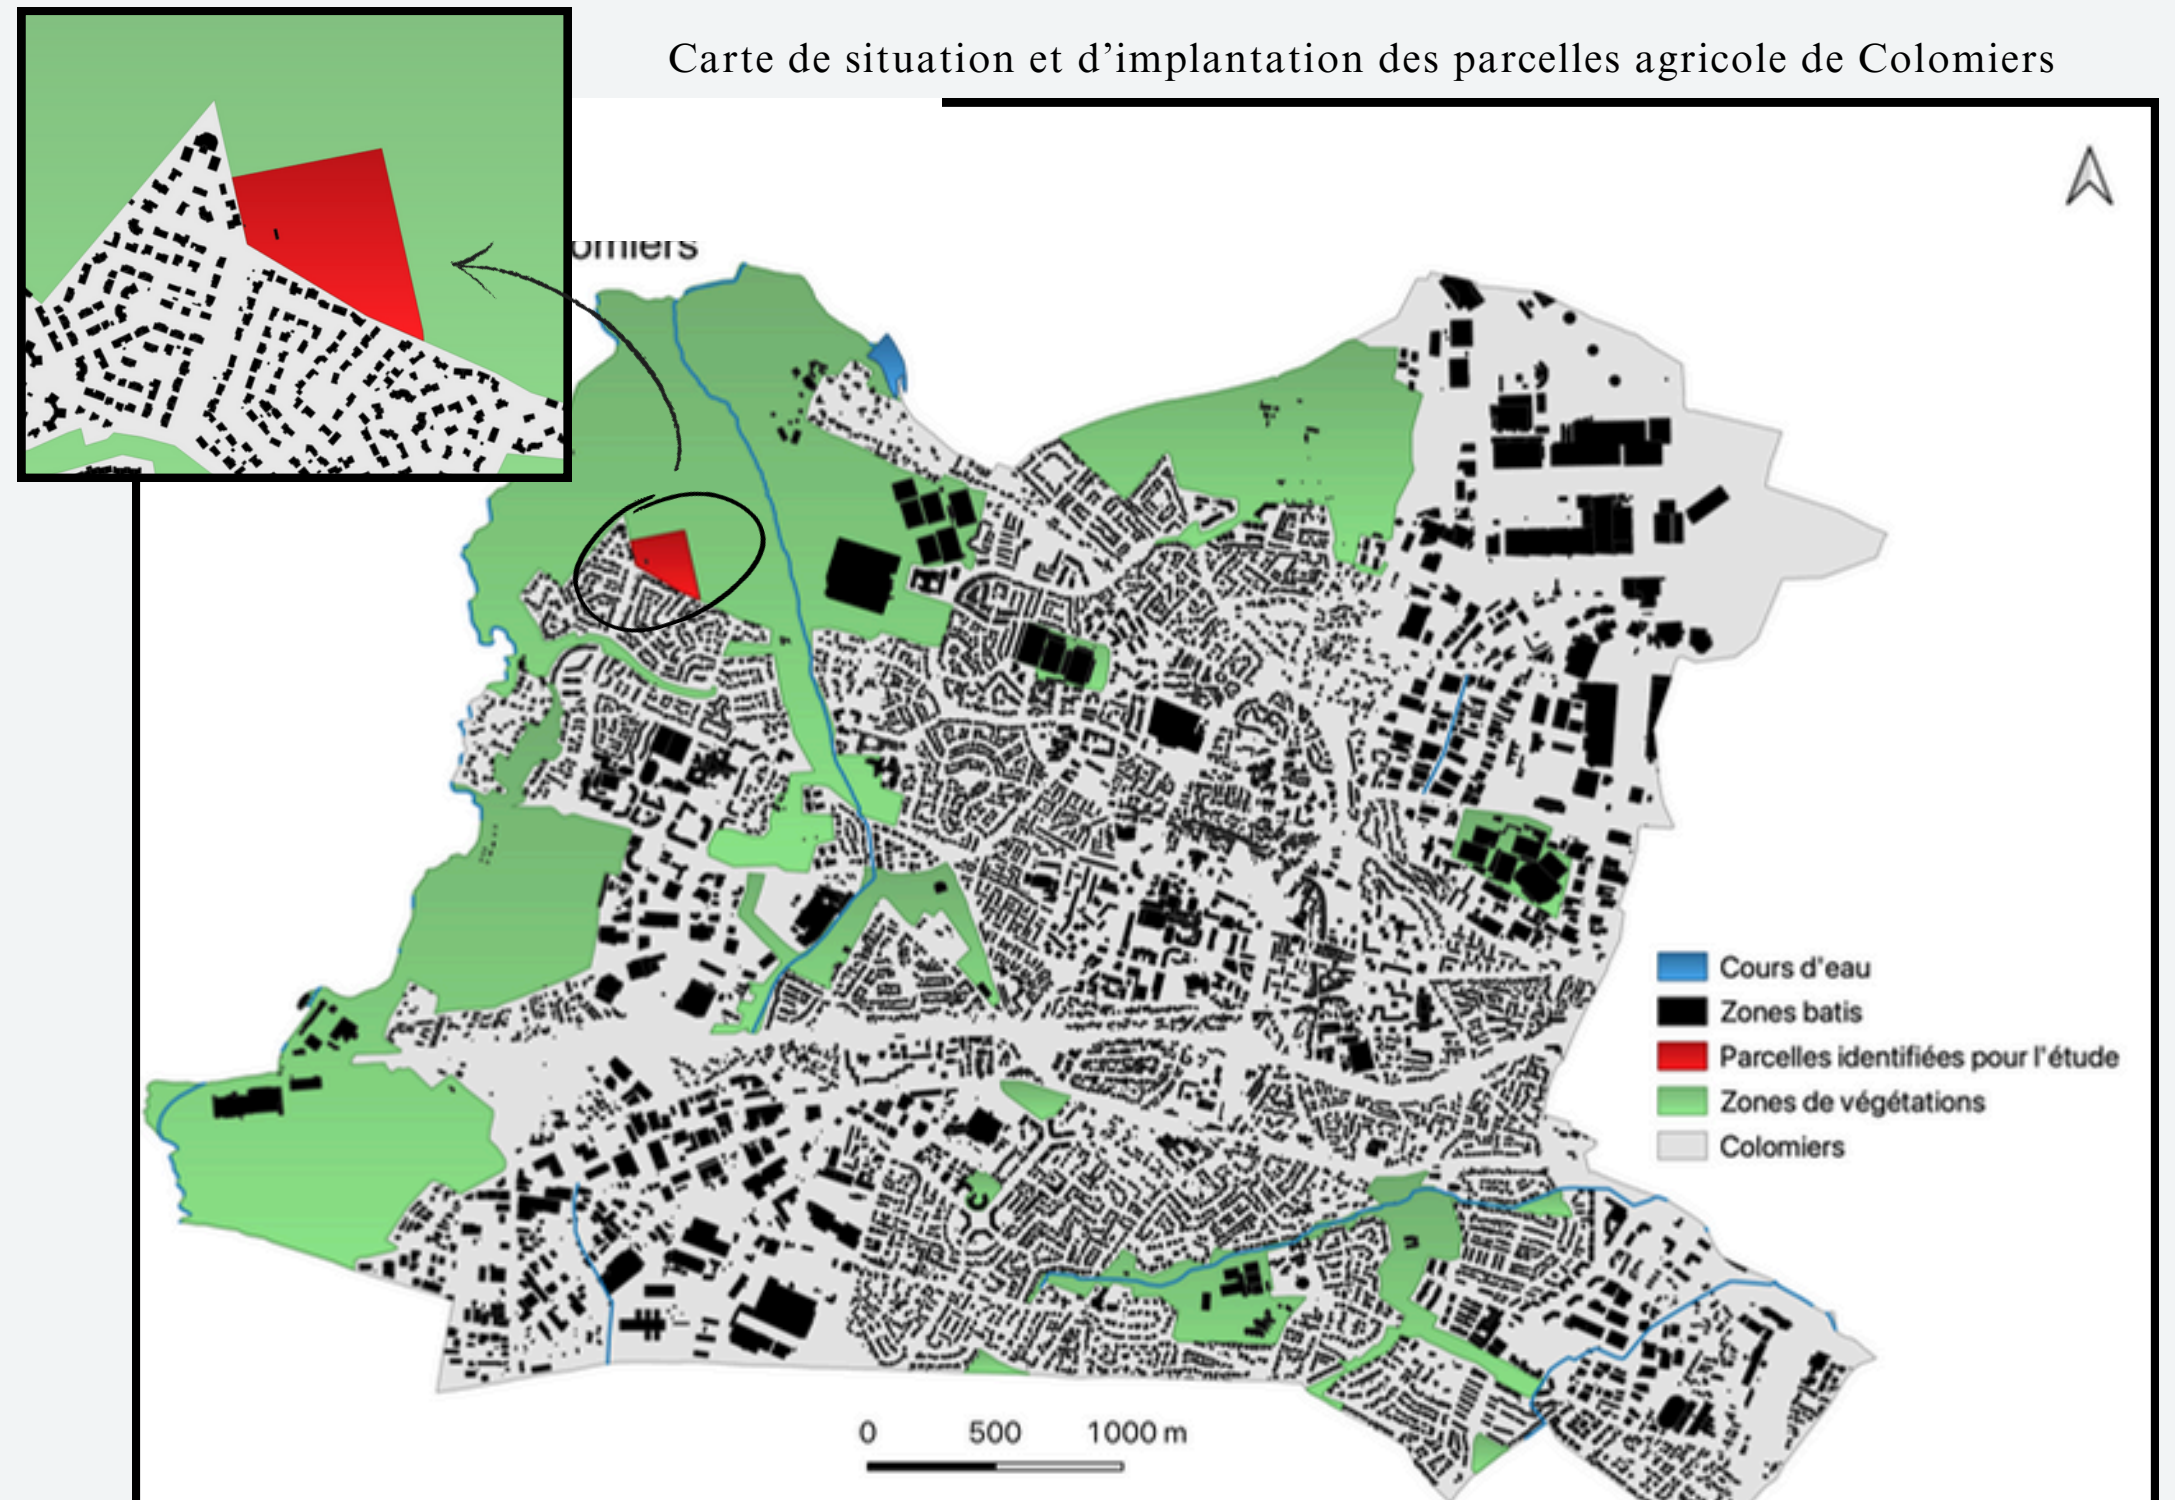 Carte de situation et d'implantation des parcelles agricole de Colomiers
omiers
Cours d'eau
Zones batis
Parcelles identifiées pour l'étude
Zones de végétations
Colomiers
0 500 1000 m